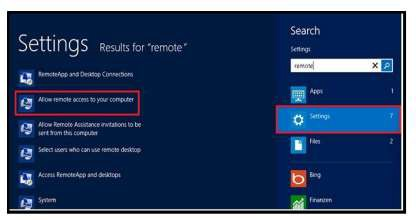 Settings Results for "remote"
RemoteApp and Desktop Connections
Allow remote access to your computer
Allow Remote Assistance invitations to be
sent from this computer
Select users who can use remote desktop
Access RemoteApp and desktops
System
Search
Settings
remote
Apps 1
Settings 7
Files 2
Bing
Finanzen